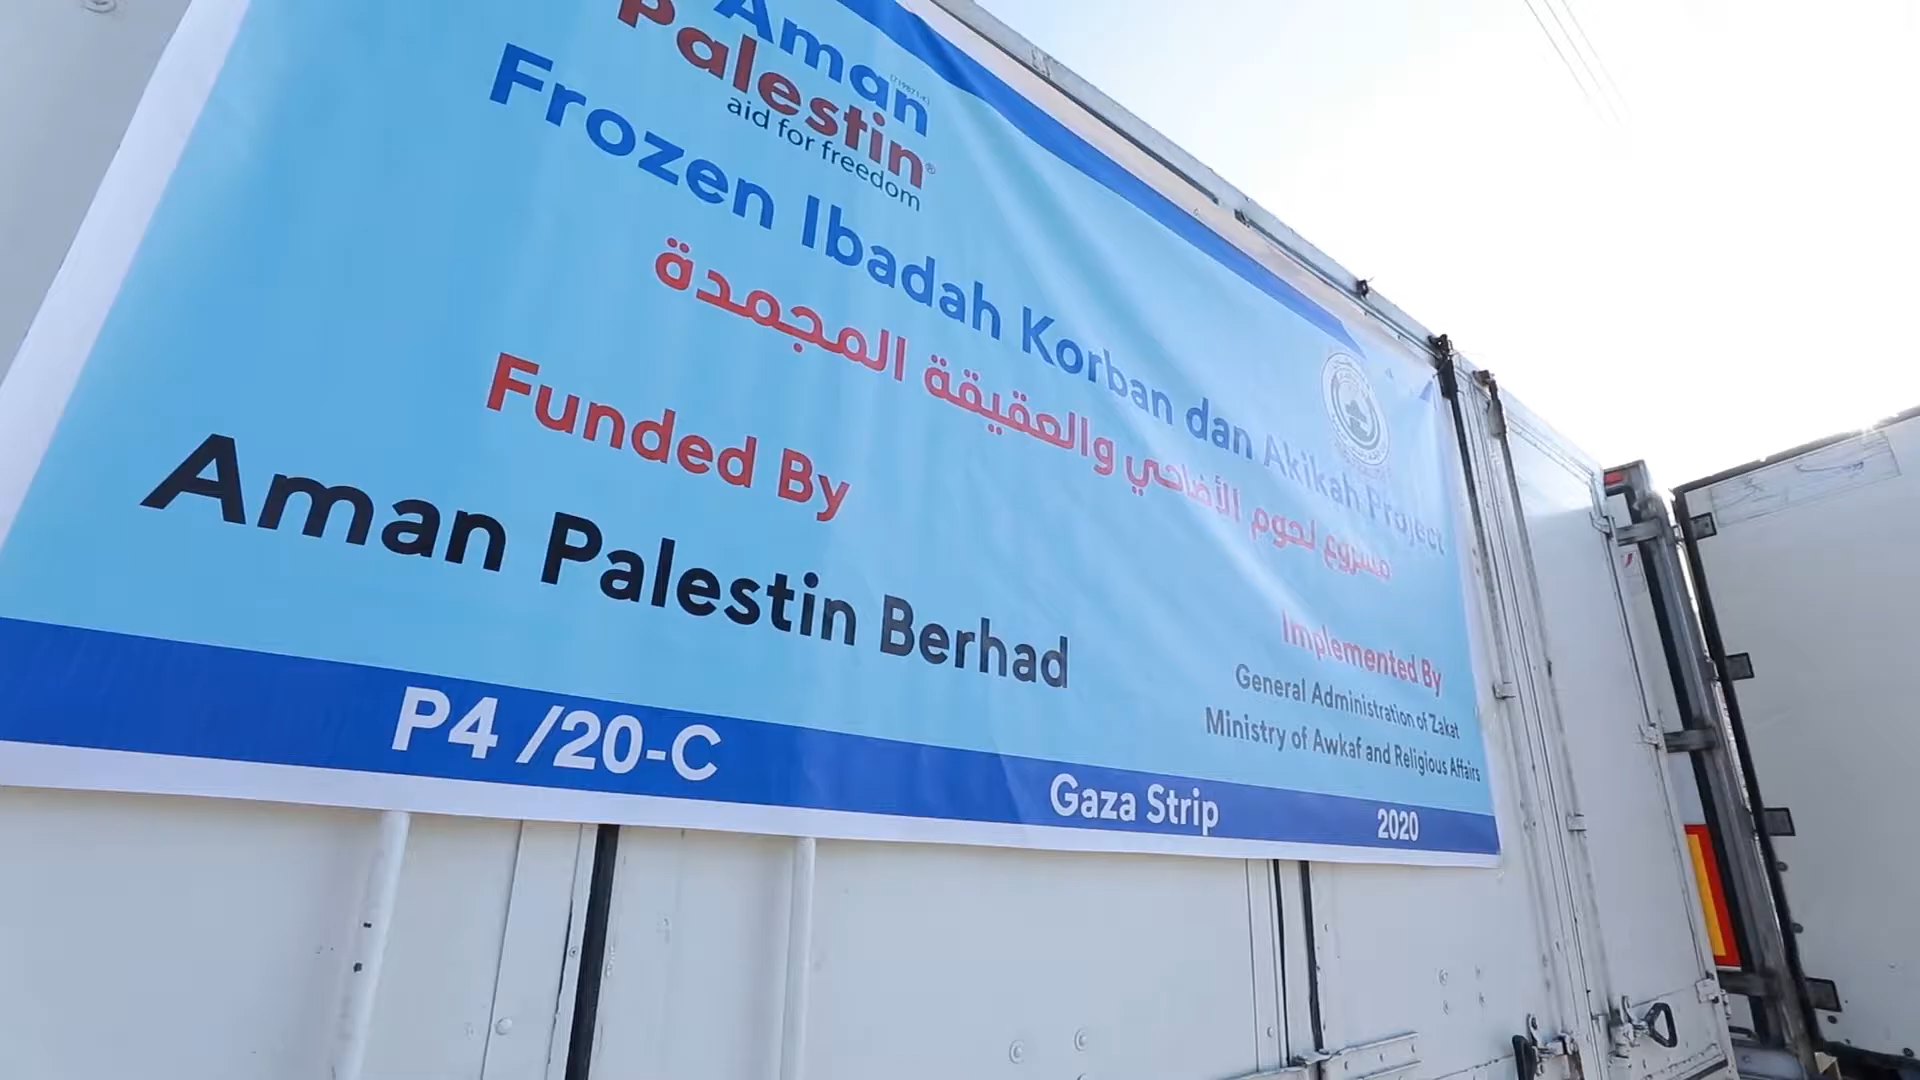 Aman
Palestin®
aid for freedom
Frozen Ibadah Korban dan Akikah Project
مشروع لحوم الأضاحي والعقيقة المجمدة
Funded By
Aman Palestin Berhad
Implemented By
General Administration of Zakat
Ministry of Awkaf and Religious Affairs
P4 /20-C
Gaza Strip
2020